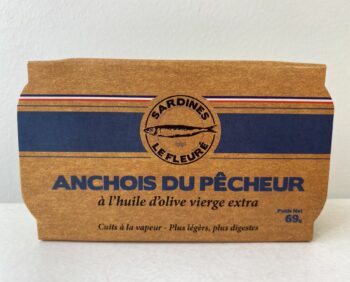 SARDINES
LE FLEURÉ
ANCHOIS DU PÊCHEUR
à l'huile d'olive vierge extra
Poids Net
69g
Cuits à la vapeur - Plus légérs, plus digestes